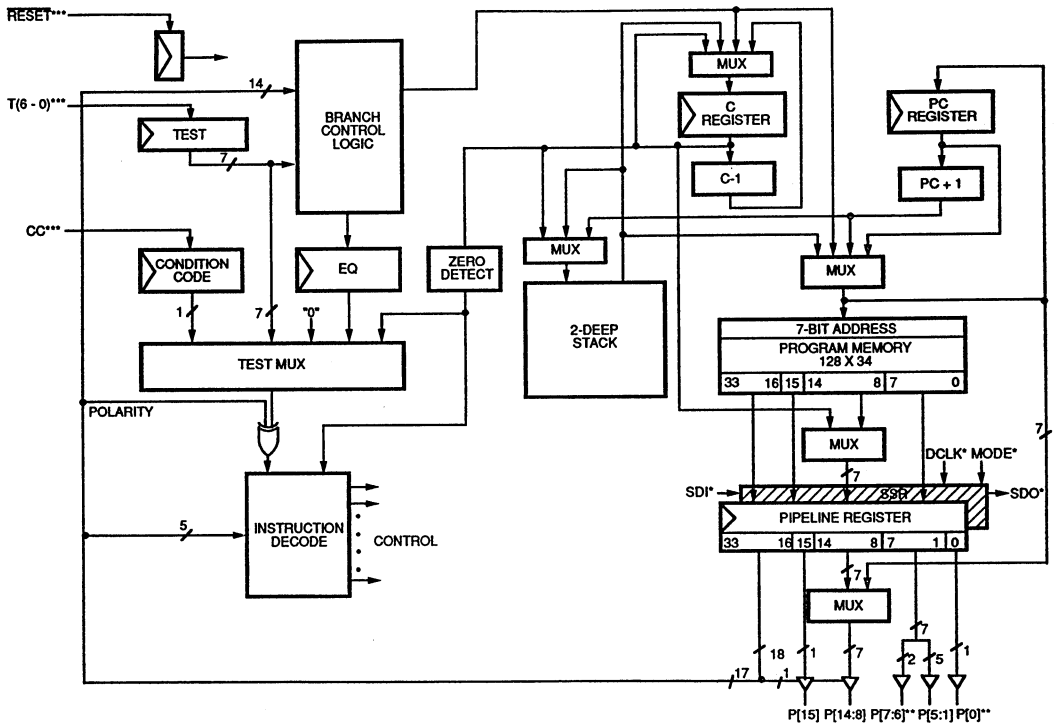 RESET***
T(6 - 0)***
14
TEST
7
CC***
CONDITION
CODE
1
7
"0"
BRANCH
CONTROL
LOGIC
EQ
ZERO
DETECT
TEST MUX
POLARITY
INSTRUCTION
DECODE
5
CONTROL
MUX
C
REGISTER
C-1
PC
REGISTER
PC + 1
MUX
2-DEEP
STACK
MUX
7-BIT ADDRESS
PROGRAM MEMORY
128 X 34
33 16 15 14 8 7 0
MUX
7
7
DCLK* MODE*
SDI*
SSR
SDO*
PIPELINE REGISTER
33 16 15 14 8 7 1 0
7
MUX
7
18
1
7
2
5
1
17
1
P[15] P[14:8] P[7:6]** P[5:1] P[0]**